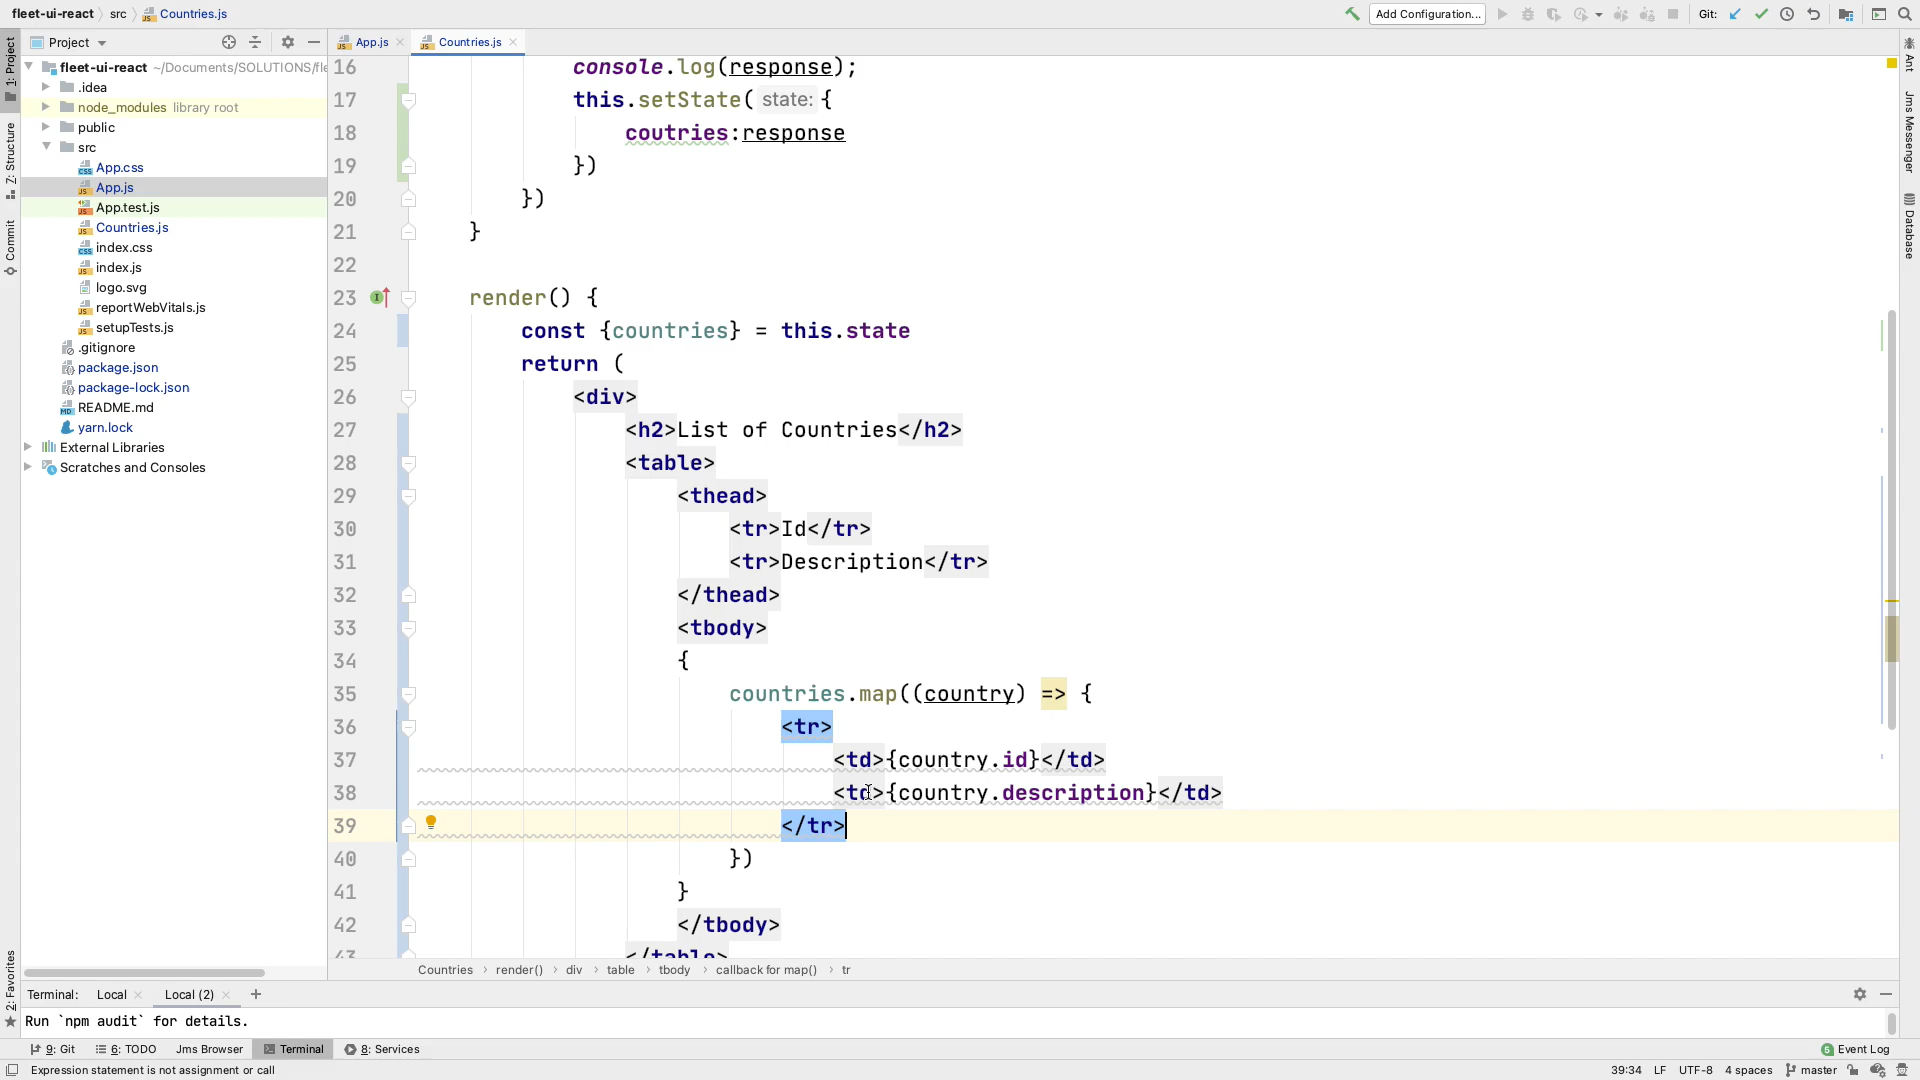 fleet-ui-react src Countries.js
Add Configuration...
Git:
Project
App.js
Countries.js
1: Project
Z: Structure
Commit
2: Favorites
fleet-ui-react ~/Documents/SOLUTIONS/fle
.idea
node_modules library root
public
src
App.css
App.js
App.test.js
Countries.js
index.css
index.js
logo.svg
reportWebVitals.js
setupTests.js
.gitignore
package.json
package-lock.json
README.md
yarn.lock
External Libraries
Scratches and Consoles
16 console.log(response);
17 this.setState( state: {
18 coutries:response
19 })
20 })
21 }
22
23 render() {
24 const {countries} = this.state
25 return (
26 <div>
27 <h2>List of Countries</h2>
28 <table>
29 <thead>
30 <tr>Id</tr>
31 <tr>Description</tr>
32 </thead>
33 <tbody>
34 {
35 countries.map((country) => {
36 <tr>
37 <td>{country.id}</td>
38 <td>{country.description}</td>
39 </tr>
40 })
41 }
42 </tbody>
43 </table>
Countries render() div table tbody callback for map() tr
Ant
Jms Messenger
Database
Terminal: Local Local (2)
Run `npm audit` for details.
9: Git 6: TODO Jms Browser Terminal 8: Services
5 Event Log
Expression statement is not assignment or call
39:34 LF UTF-8 4 spaces master